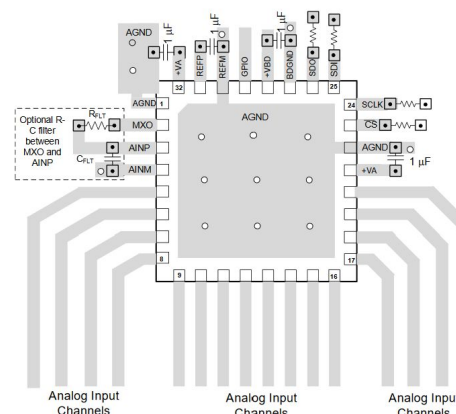 AGND
1 µF
+VA
REFP
REFM
1 µF
GPIO
+VBD
BDGND
1 µF
SDO
SDI
32
25
AGND
1
24
SCLK
Optional R-
C filter
between
MXO and
AINP
RFLT
MXO
AGND
CS
AINP
AGND
CFLT
1 µF
AINM
+VA
8
17
9
16
Analog Input
Channels
Analog Input
Channels
Analog Inpu
Channels